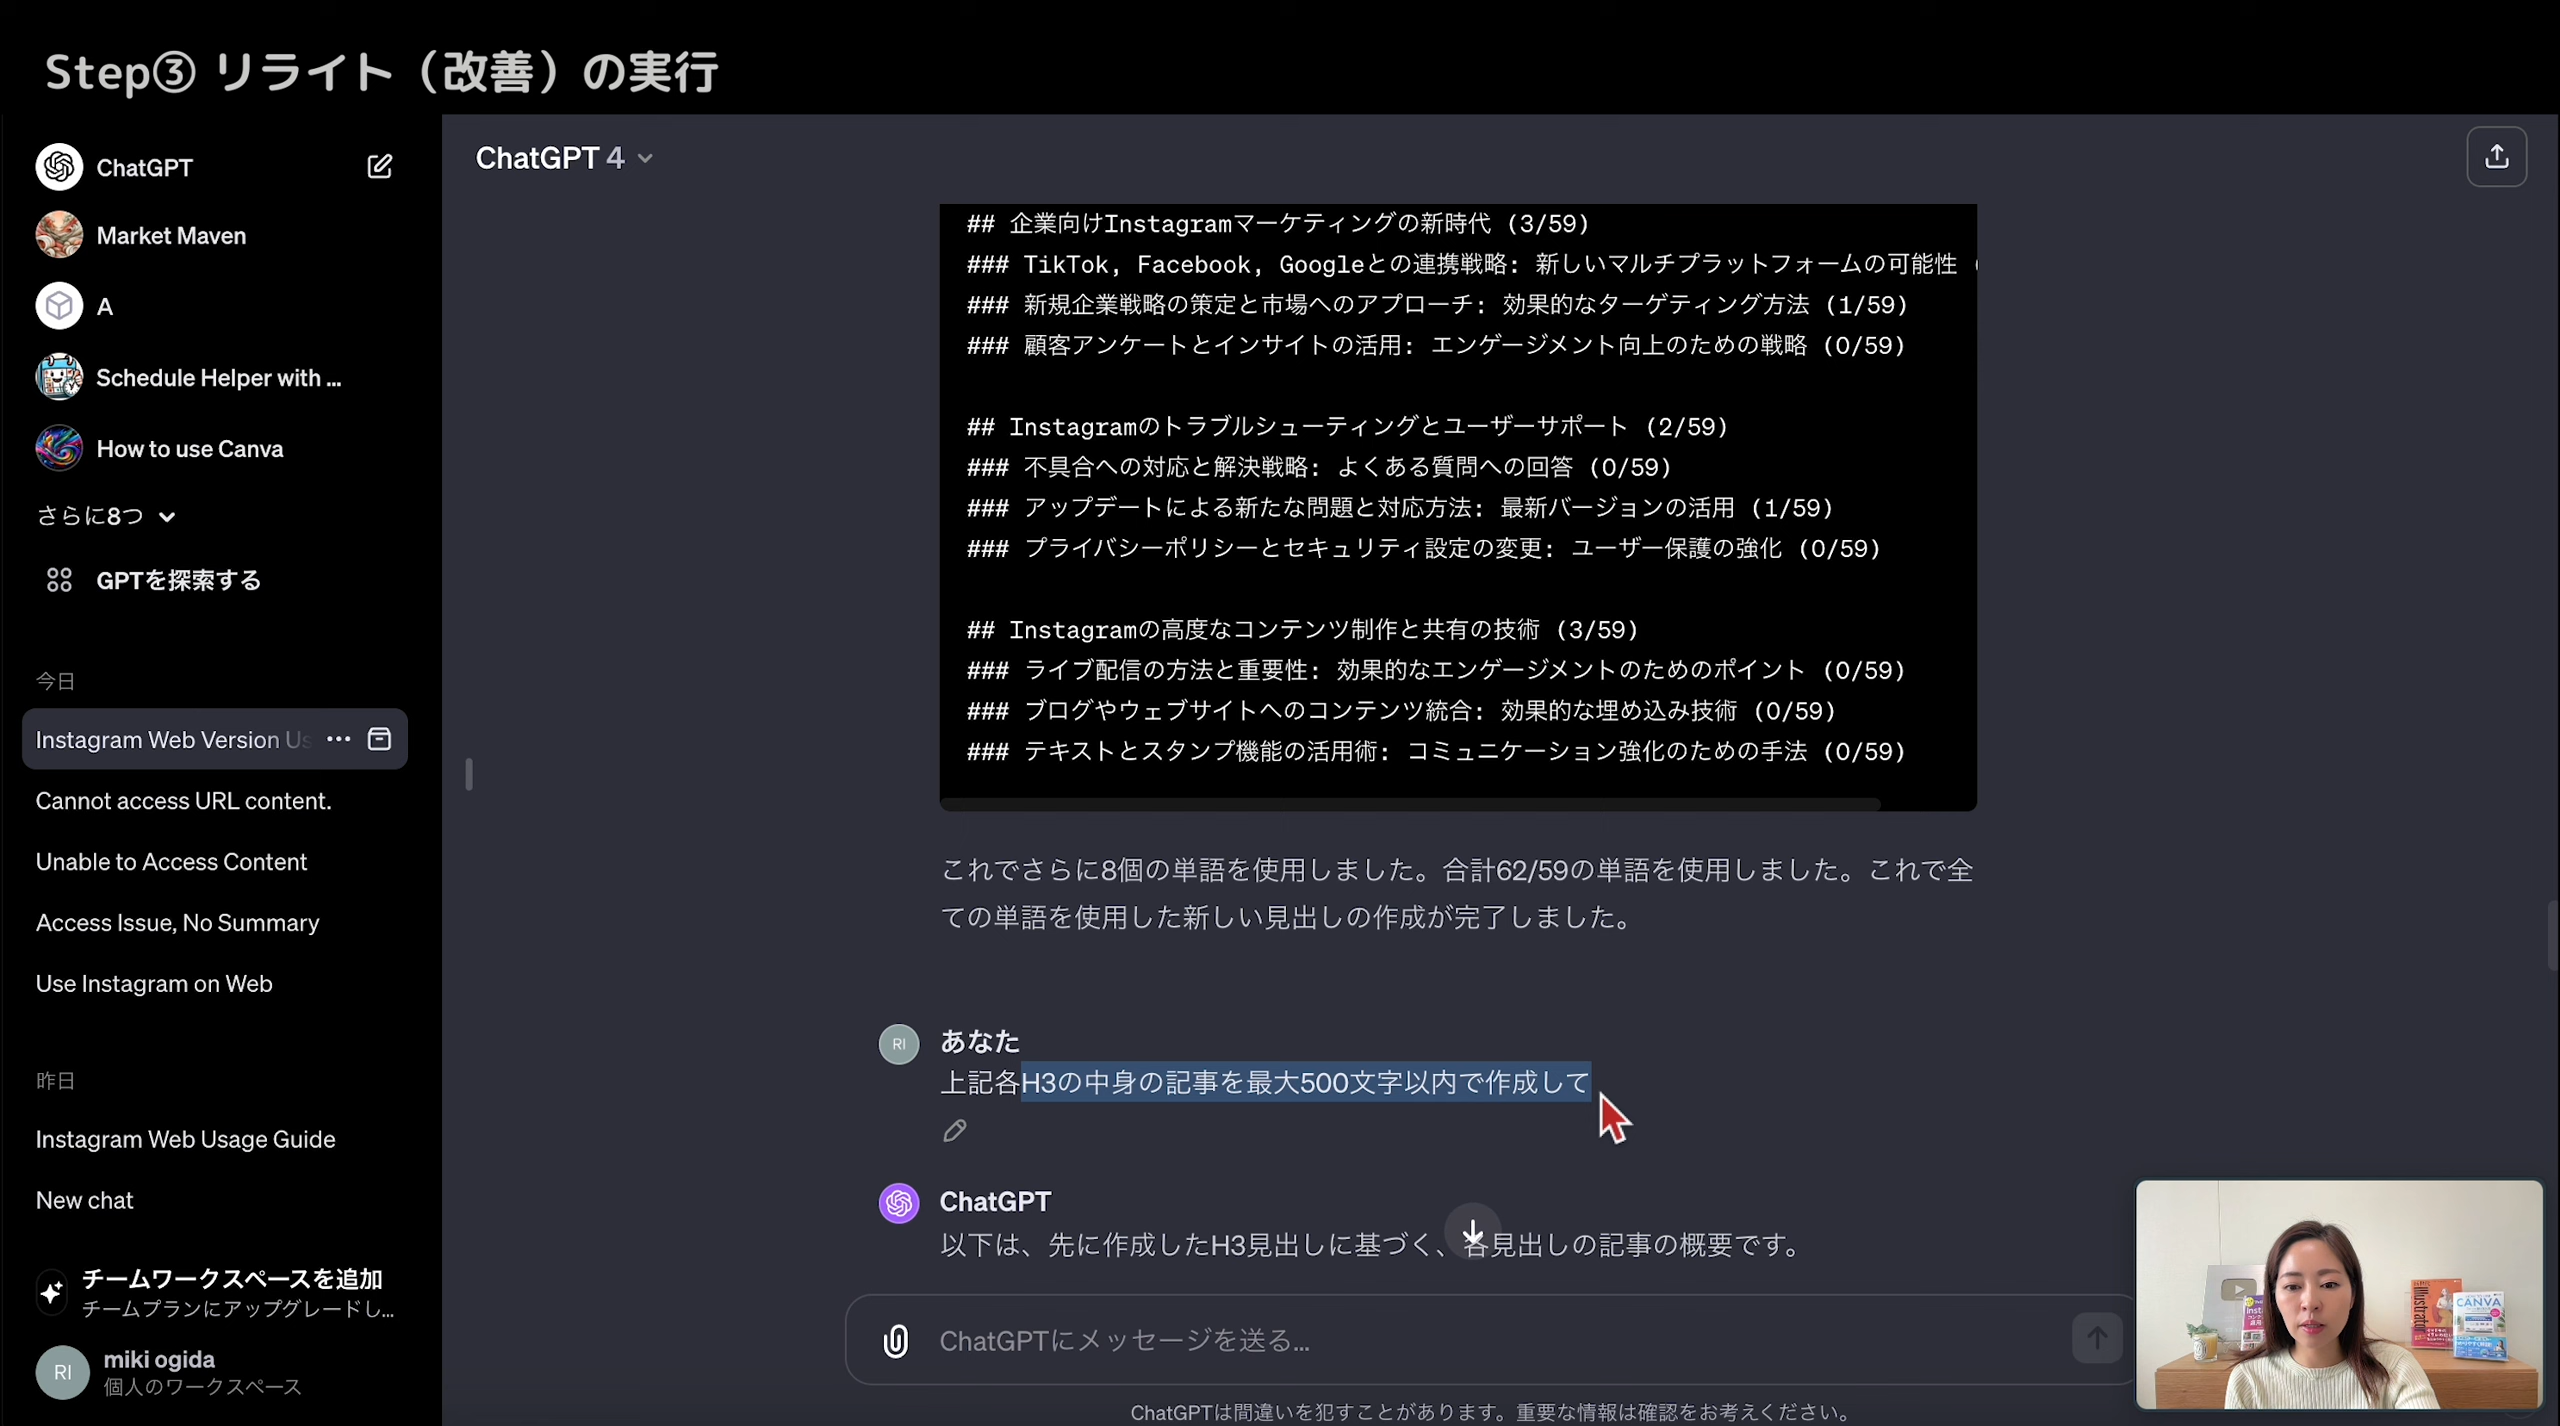 Step③ リライト（改善）の実行
ChatGPT
Market Maven
A
Schedule Helper with ...
How to use Canva
さらに8つ
GPTを探索する
今日
Instagram Web Version Us
Cannot access URL content.
Unable to Access Content
Access Issue, No Summary
Use Instagram on Web
昨日
Instagram Web Usage Guide
New chat
チームワークスペースを追加
チームプランにアップグレードし...
RI
miki ogida
個人のワークスペース
ChatGPT 4
## 企業向けInstagramマーケティングの新時代 (3/59)
### TikTok, Facebook, Googleとの連携戦略: 新しいマルチプラットフォームの可能性 (
### 新規企業戦略の策定と市場へのアプローチ: 効果的なターゲティング方法 (1/59)
### 顧客アンケートとインサイトの活用: エンゲージメント向上のための戦略 (0/59)
## Instagramのトラブルシューティングとユーザーサポート (2/59)
### 不具合への対応と解決戦略: よくある質問への回答 (0/59)
### アップデートによる新たな問題と対応方法: 最新バージョンの活用 (1/59)
### プライバシーポリシーとセキュリティ設定の変更: ユーザー保護の強化 (0/59)
## Instagramの高度なコンテンツ制作と共有の技術 (3/59)
### ライブ配信の方法と重要性: 効果的なエンゲージメントのためのポイント (0/59)
### ブログやウェブサイトへのコンテンツ統合: 効果的な埋め込み技術 (0/59)
### テキストとスタンプ機能の活用術: コミュニケーション強化のための手法 (0/59)
これでさらに8個の単語を使用しました。合計62/59の単語を使用しました。これで全
ての単語を使用した新しい見出しの作成が完了しました。
RI
あなた
上記各H3の中身の記事を最大500文字以内で作成して
ChatGPT
以下は、先に作成したH3見出しに基づく、各見出しの記事の概要です。
ChatGPTにメッセージを送る...
ChatGPTは間違いを犯すことがあります。重要な情報は確認をお考えください。
Illustrator
CANVA